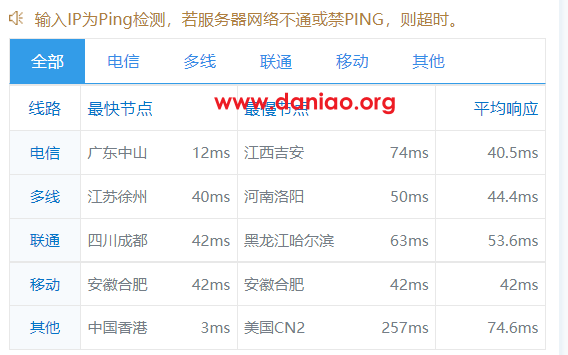 输入IP为Ping检测，若服务器网络不通或禁PING，则超时。
全部 电信 多线 联通 移动 其他
www.daniao.org
线路 最快节点 最慢节点 平均响应
电信 广东中山 12ms 江西吉安 74ms 40.5ms
多线 江苏徐州 40ms 河南洛阳 50ms 44.4ms
联通 四川成都 42ms 黑龙江哈尔滨 63ms 53.6ms
移动 安徽合肥 42ms 安徽合肥 42ms 42ms
其他 中国香港 3ms 美国CN2 257ms 74.6ms